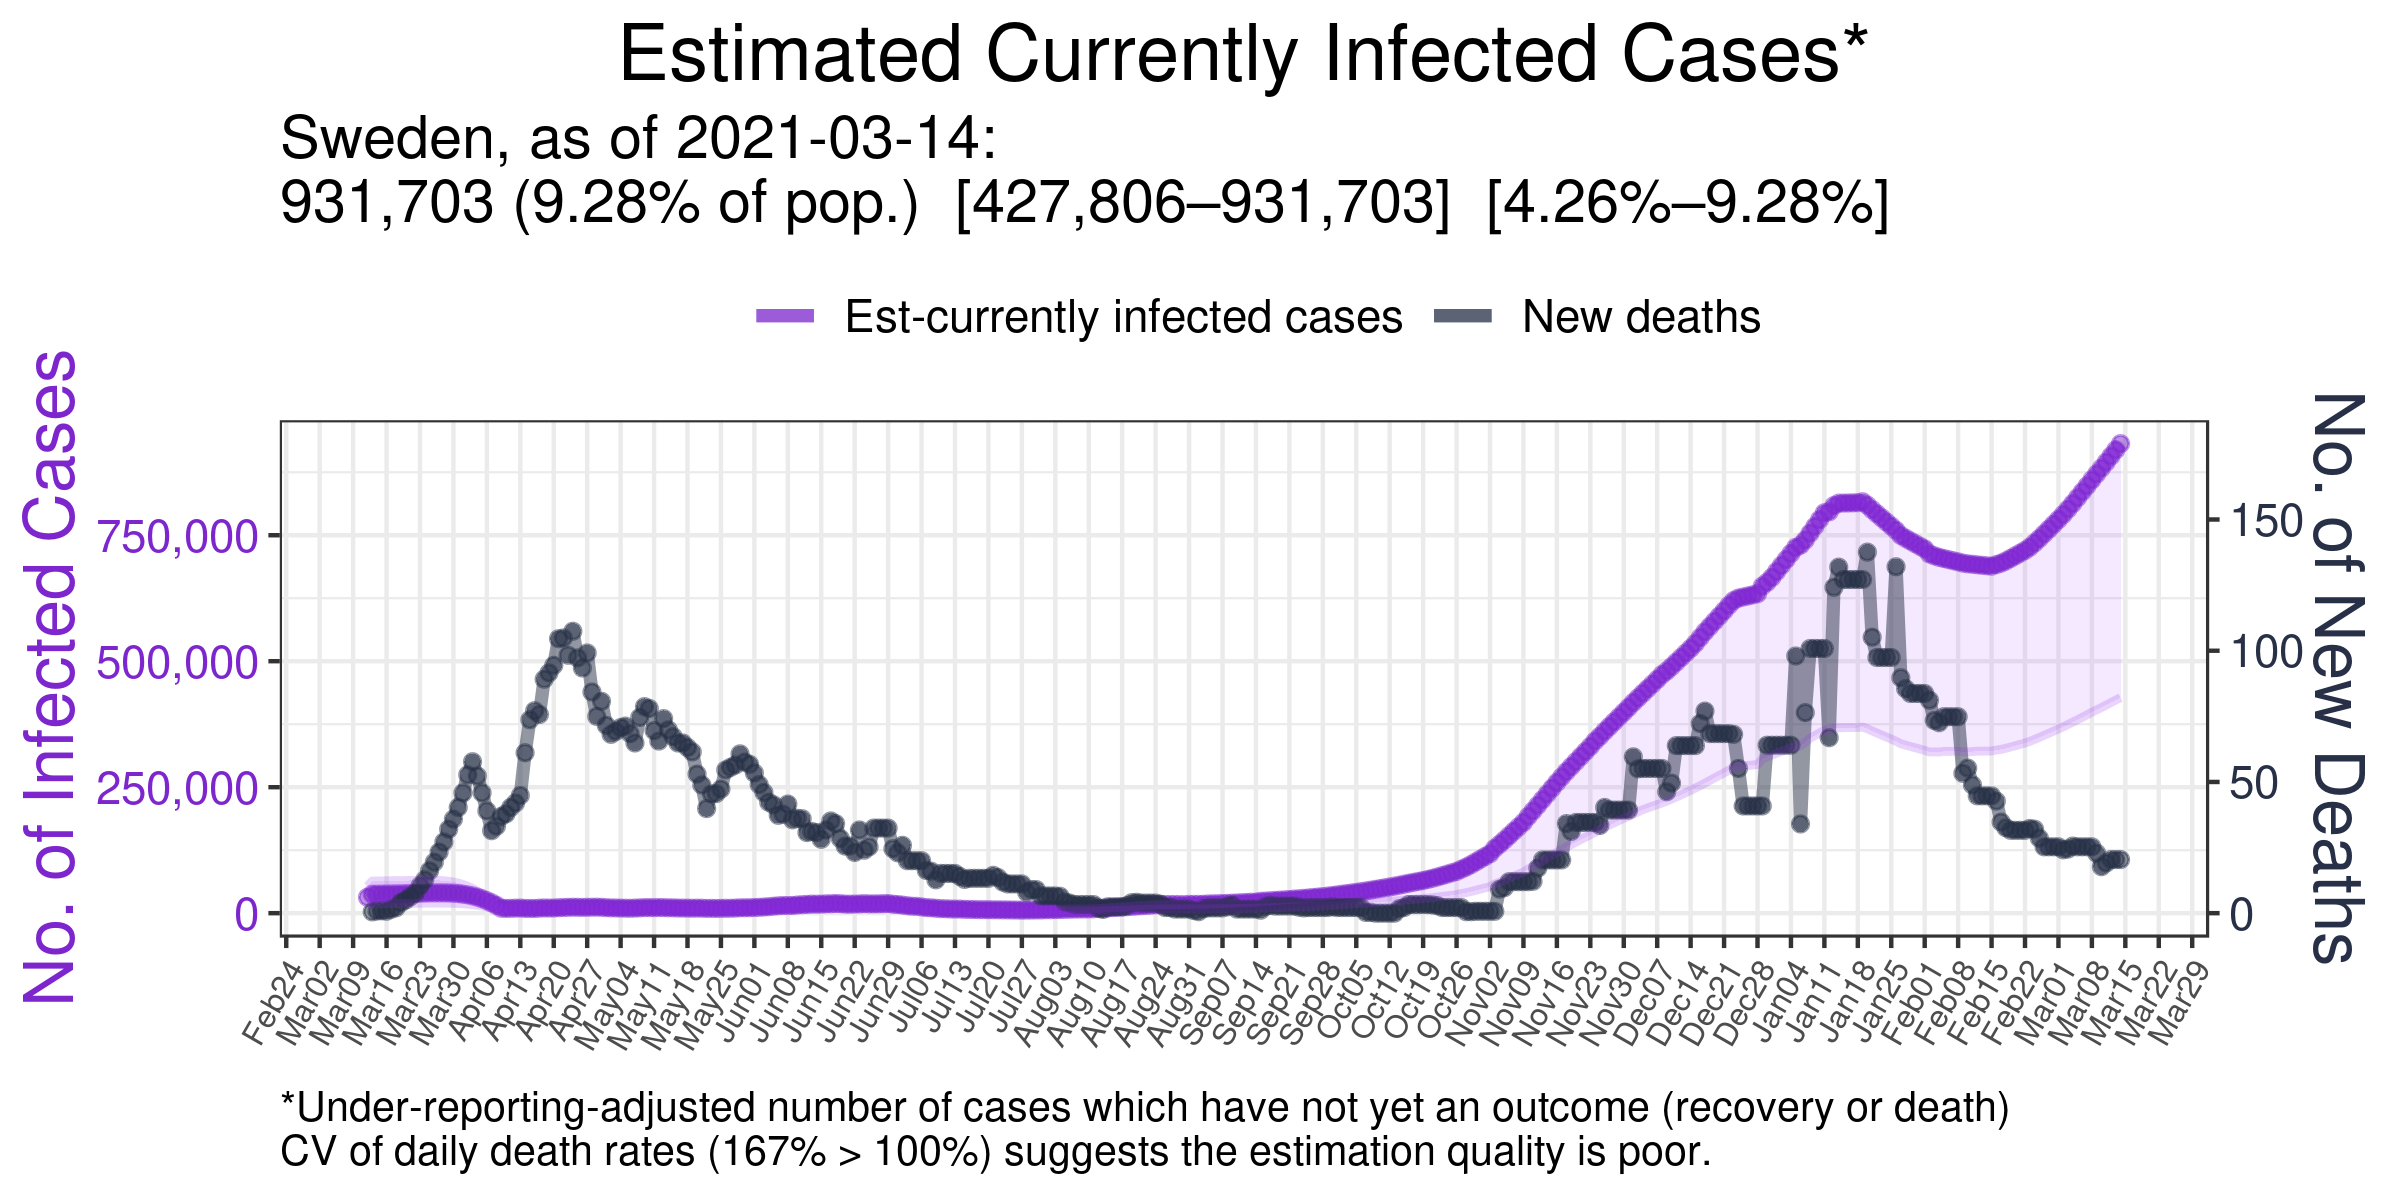 Estimated Currently Infected Cases*
Sweden, as of 2021-03-14:
931,703 (9.28% of pop.) [427,806–931,703] [4.26%–9.28%]
Est-currently infected cases
New deaths
No. of Infected Cases
750,000
500,000
250,000
0
150
100
50
0
No. of New Deaths
Feb24
Mar02
Mar09
Mar16
Mar23
Mar30
Apr06
Apr13
Apr20
Apr27
May04
May11
May18
May25
Jun01
Jun08
Jun15
Jun22
Jun29
Jul06
Jul13
Jul20
Jul27
Aug03
Aug10
Aug17
Aug24
Aug31
Sep07
Sep14
Sep21
Sep28
Oct05
Oct12
Oct19
Oct26
Nov02
Nov09
Nov16
Nov23
Nov30
Dec07
Dec14
Dec21
Dec28
Jan04
Jan11
Jan18
Jan25
Feb01
Feb08
Feb15
Feb22
Mar01
Mar08
Mar15
Mar22
Mar29
*Under-reporting-adjusted number of cases which have not yet an outcome (recovery or death)
CV of daily death rates (167% > 100%) suggests the estimation quality is poor.